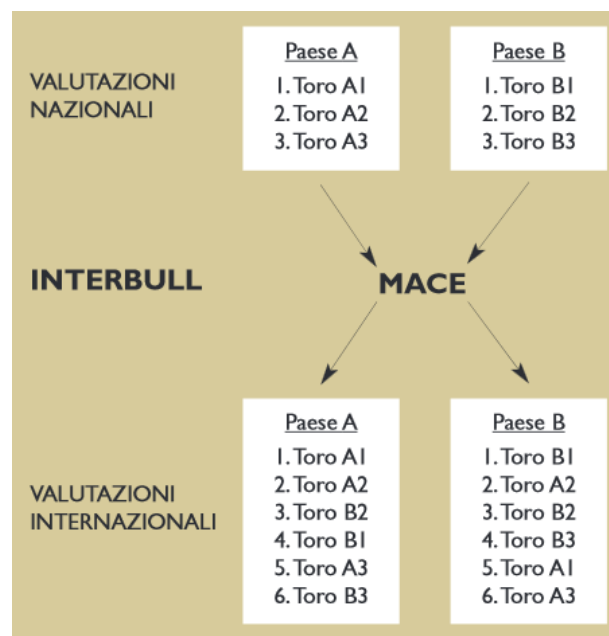 VALUTAZIONI
NAZIONALI
Paese A
1. Toro A1
2. Toro A2
3. Toro A3
Paese B
1. Toro B1
2. Toro B2
3. Toro B3
INTERBULL
MACE
VALUTAZIONI
INTERNAZIONALI
Paese A
1. Toro A1
2. Toro A2
3. Toro B2
4. Toro B1
5. Toro A3
6. Toro B3
Paese B
1. Toro B1
2. Toro A2
3. Toro B2
4. Toro B3
5. Toro A1
6. Toro A3